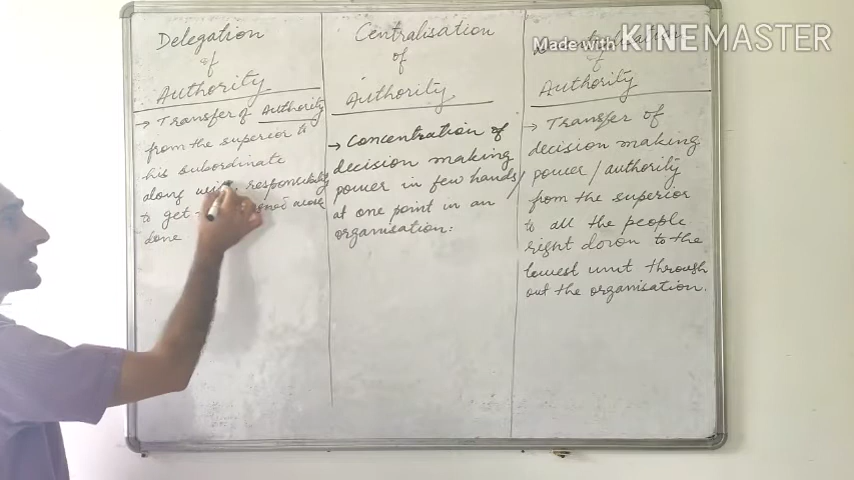 Delegation
of
Authority
→ Transfer of Authority
from the superior to
his subordinate
along with responsibility
to get
done
Centralisation
of
Authority
→ Concentration of
decision making
power in few hands/
at one point in an
organisation.
Made With KINEMASTER
of
Authority
→ Transfer of
decision making
power/authority
from the superior
to all the people
right down to the
lowest unit through
out the organisation.